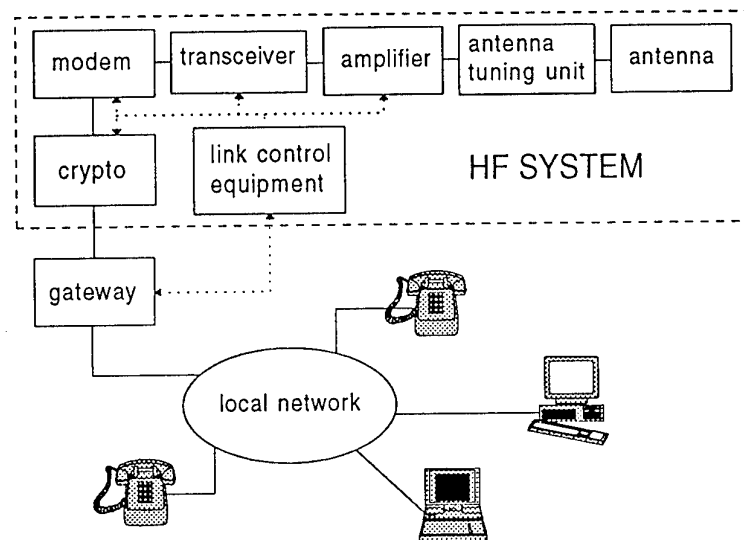 modem
transceiver
amplifier
antenna
tuning unit
antenna
crypto
link control
equipment
HF SYSTEM
gateway
local network